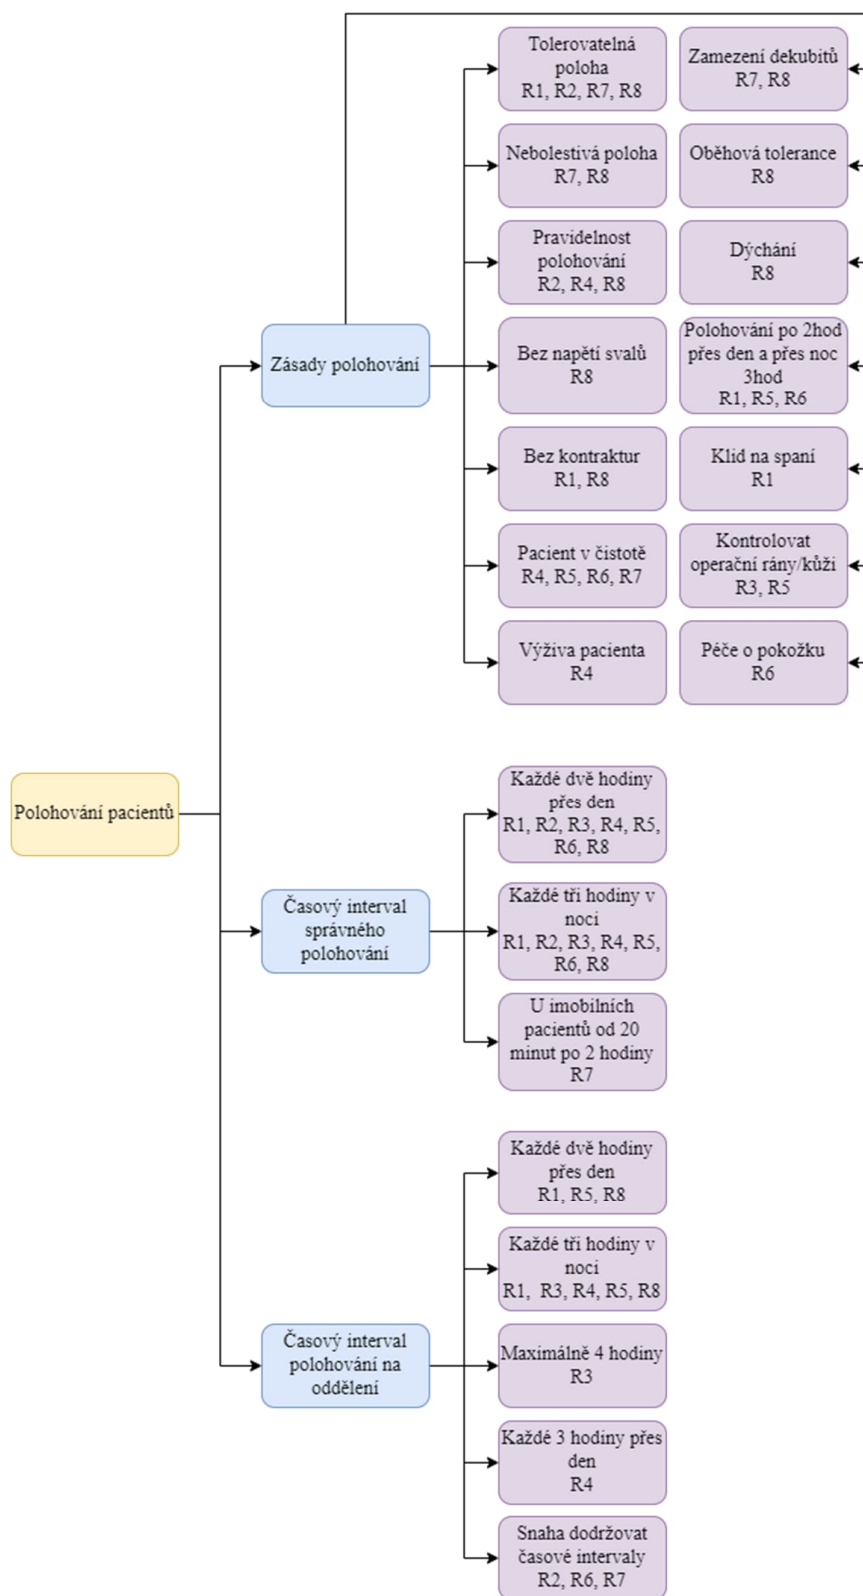 Polohování pacientů
Zásady polohování
Tolerovatelná
poloha
R1, R2, R7, R8
Nebolestivá poloha
R7, R8
Pravidelnost
polohování
R2, R4, R8
Bez napětí svalů
R8
Bez kontraktur
R1, R8
Pacient v čistotě
R4, R5, R6, R7
Výživa pacienta
R4
Zamezení dekubitů
R7, R8
Oběhová tolerance
R8
Dýchání
R8
Polohování po 2hod
přes den a přes noc
3hod
R1, R5, R6
Klid na spaní
R1
Kontrolovat
operační rány/kůži
R3, R5
Péče o pokožku
R6
Časový interval
správného
polohování
Každé dvě hodiny
přes den
R1, R2, R3, R4, R5,
R6, R8
Každé tři hodiny v
noci
R1, R2, R3, R4, R5,
R6, R8
U imobilních
pacientů od 20
minut po 2 hodiny
R7
Časový interval
polohování na
oddělení
Každé dvě hodiny
přes den
R1, R5, R8
Každé tři hodiny v
noci
R1, R3, R4, R5, R8
Maximálně 4 hodiny
R3
Každé 3 hodiny přes
den
R4
Snaha dodržovat
časové intervaly
R2, R6, R7